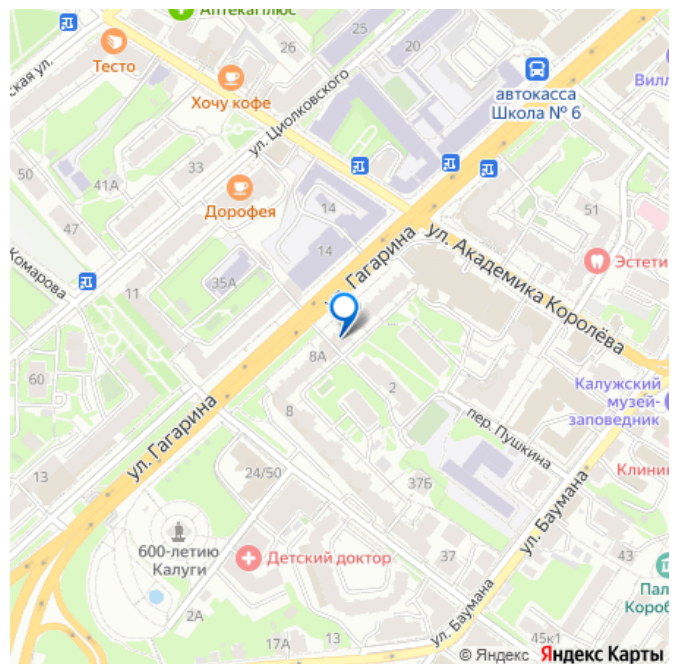 Аптека Плюс
25
26
20
ская ул.
Тесто
Хочу кофе
автокасса
Школа № 6
Вилл
ул. Циолковского
33
50
41А
Дорофея
14
51
47
ул. Академика Королёва
Эстети
14
ул. Гагарина
Комарова
35А
11
8А
60
2
Калужский
музей-
заповедник
8
пер. Пушкина
ул. Гагарина
13
24/50
37Б
Клиник
ул. Баумана
600-летию
Калуги
Детский доктор
37
43
Пал
Короб
2А
17А
13
ул. Баумана
45к1
© Яндекс Яндекс Карты